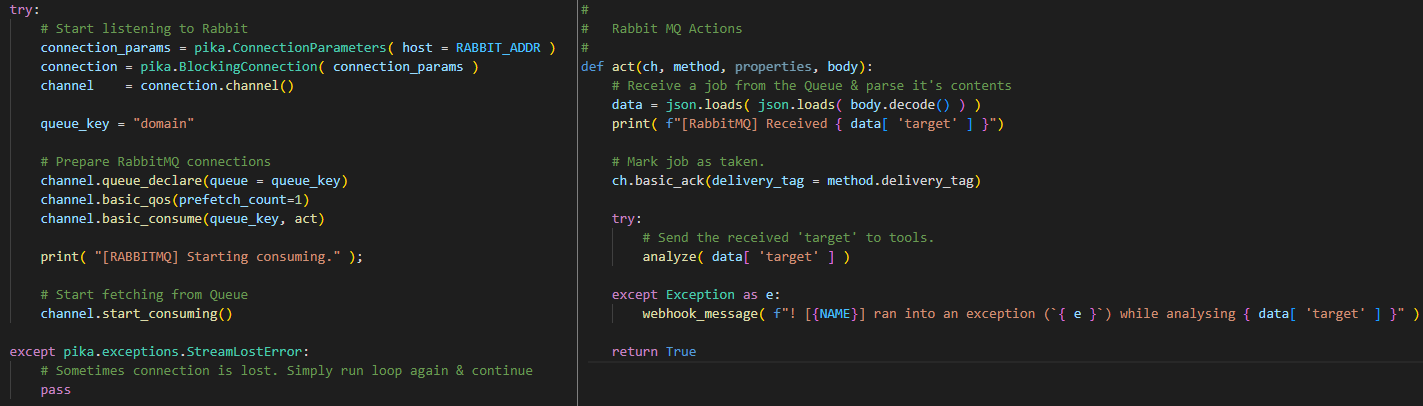 try:
# Start listening to Rabbit
connection_params = pika.ConnectionParameters( host = RABBIT_ADDR )
connection = pika.BlockingConnection( connection_params )
channel    = connection.channel()
queue_key = "domain"
# Prepare RabbitMQ connections
channel.queue_declare(queue = queue_key)
channel.basic_qos(prefetch_count=1)
channel.basic_consume(queue_key, act)
print( "[RABBITMQ] Starting consuming." );
# Start fetching from Queue
channel.start_consuming()
except pika.exceptions.StreamLostError:
# Sometimes connection is lost. Simply run loop again & continue
pass
#
#   Rabbit MQ Actions
#
def act(ch, method, properties, body):
# Receive a job from the Queue & parse it's contents
data = json.loads( json.loads( body.decode() ) )
print( f"[RabbitMQ] Received { data[ 'target' ] }")
# Mark job as taken.
ch.basic_ack(delivery_tag = method.delivery_tag)
try:
# Send the received 'target' to tools.
analyze( data[ 'target' ] )
except Exception as e:
webhook_message( f"! [{NAME}] ran into an exception (`{ e }`) while analysing { data[ 'target' ] }" )
return True